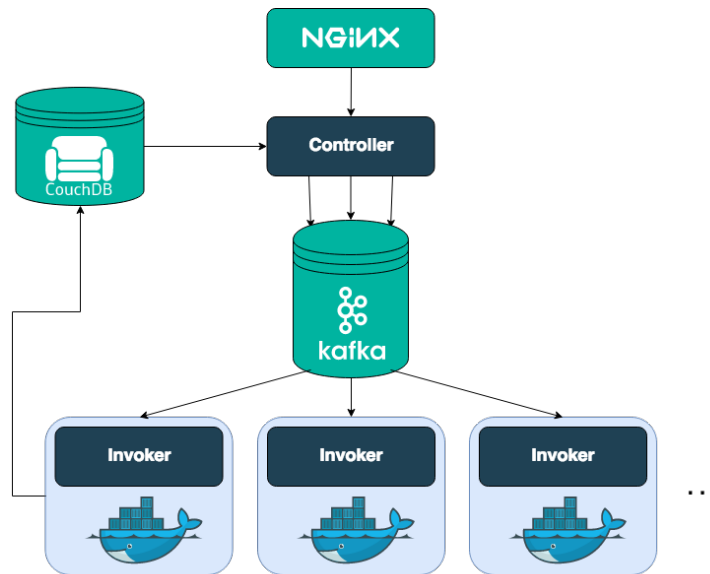 NGiNX
Controller
CouchDB
kafka
Invoker
Invoker
Invoker
..